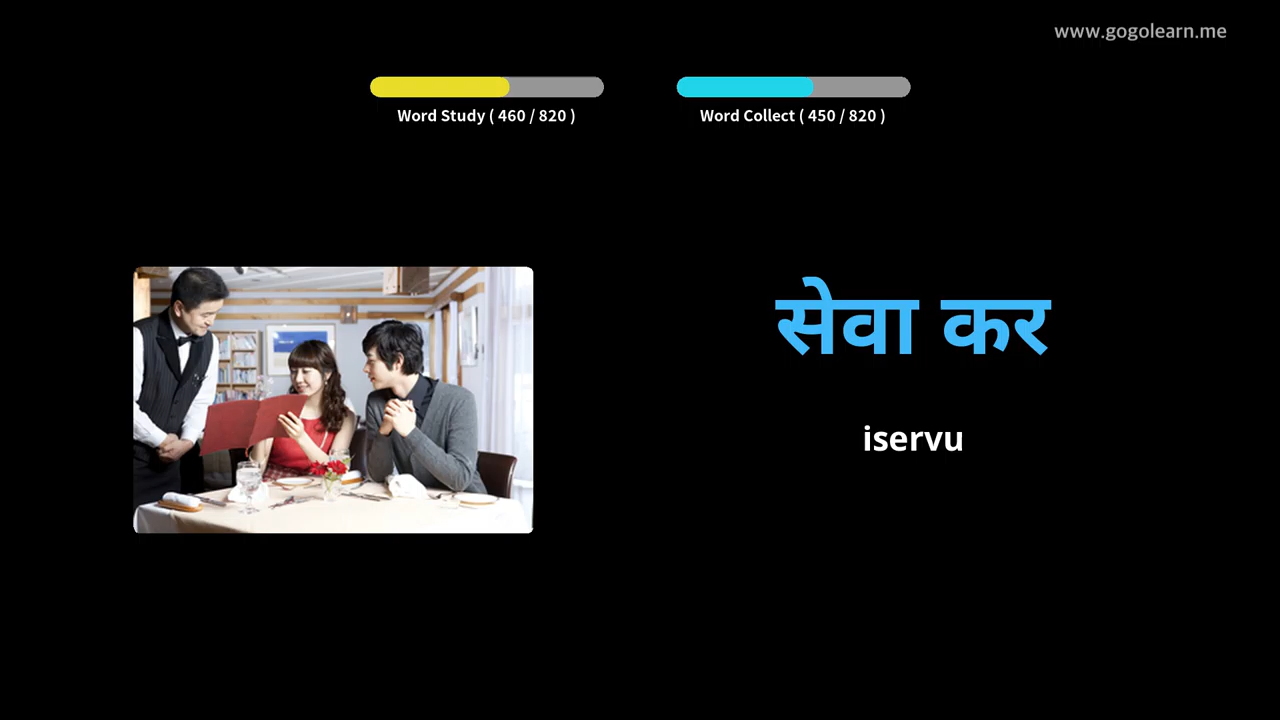 www.gogolearn.me
Word Study ( 460 / 820 )
Word Collect ( 450 / 820 )
सेवा कर
iservu